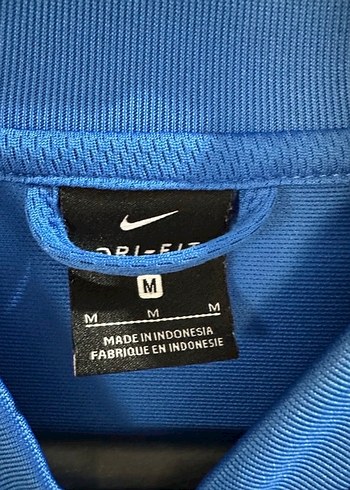 DRI-FIT
M
M M M
MADE IN INDONESIA
FABRIQUE EN INDONESIE